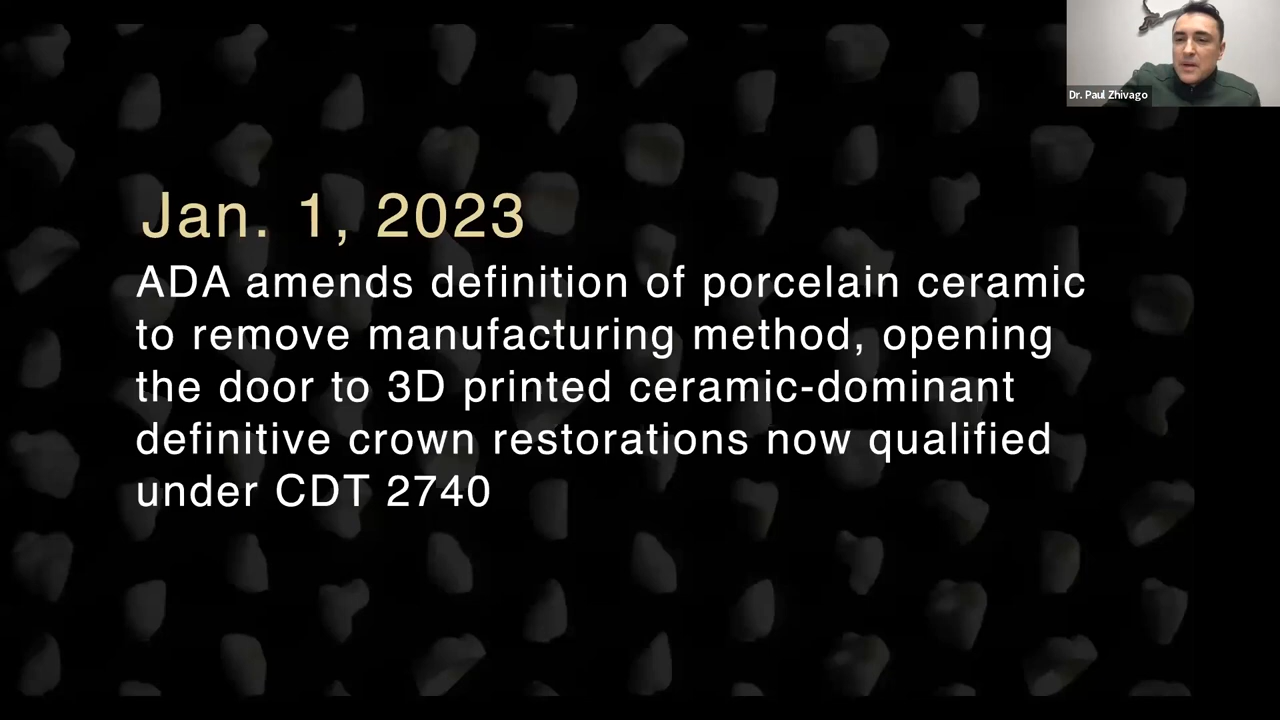 Dr. Paul Zhivago
Jan. 1, 2023
ADA amends definition of porcelain ceramic
to remove manufacturing method, opening
the door to 3D printed ceramic-dominant
definitive crown restorations now qualified
under CDT 2740